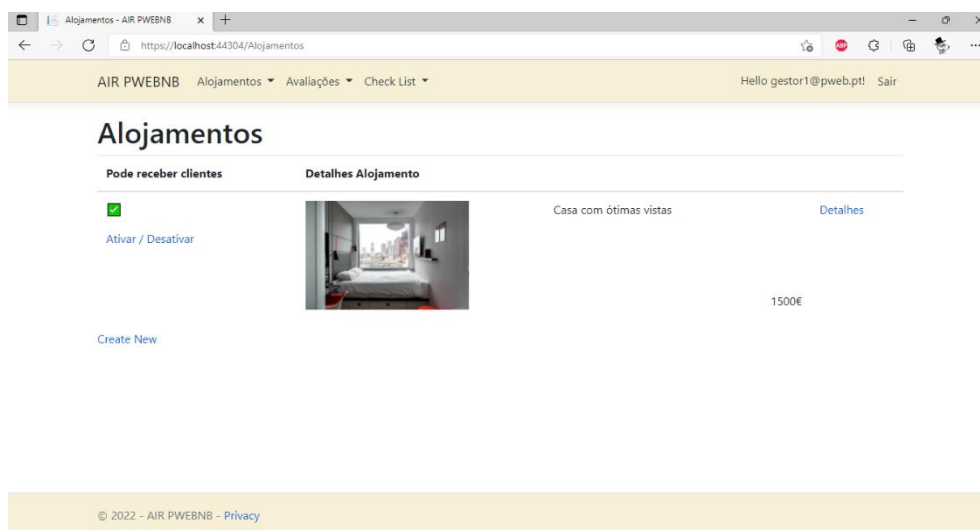 Alojamentos - AIR PWEBNB
https://localhost:44304/Alojamentos
ABP
AIR PWEBNB Alojamentos Avaliações Check List Hello gestor1@pweb.pt! Sair
Alojamentos
Pode receber clientes Detalhes Alojamento
Casa com ótimas vistas Detalhes
Ativar / Desativar
1500€
Create New
© 2022 - AIR PWEBNB - Privacy